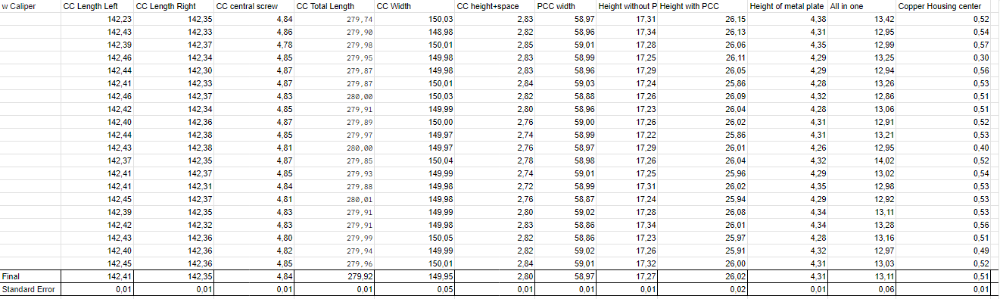 w Caliper CC Length Left CC Length Right CC central screw CC Total Length CC Width CC height+space PCC width Height without P Height with PCC Height of metal plate All in one Copper Housing center
142,23 142,35 4,84 279,74 150,03 2,83 58,97 17,31 26,15 4,38 13,42 0,52
142,43 142,33 4,86 279,90 148,98 2,82 58,96 17,34 26,13 4,31 12,95 0,54
142,39 142,37 4,78 279,98 150,01 2,85 59,01 17,28 26,06 4,35 12,99 0,57
142,46 142,34 4,85 279,95 149,98 2,83 58,99 17,25 26,11 4,29 13,25 0,30
142,44 142,30 4,87 279,87 149,98 2,83 58,96 17,29 26,05 4,29 12,94 0,56
142,41 142,33 4,87 279,87 150,01 2,84 59,03 17,24 25,86 4,28 13,26 0,53
142,46 142,37 4,83 280,00 150,03 2,82 58,88 17,26 26,09 4,32 12,86 0,51
142,42 142,34 4,85 279,91 149,99 2,80 58,96 17,23 26,04 4,28 13,06 0,51
142,40 142,36 4,87 279,89 150,00 2,76 59,00 17,26 26,02 4,31 12,91 0,52
142,44 142,38 4,85 279,97 149,97 2,74 58,99 17,22 25,86 4,31 13,21 0,53
142,43 142,38 4,81 280,00 149,97 2,76 58,97 17,29 26,01 4,26 12,95 0,40
142,37 142,35 4,87 279,85 150,04 2,78 58,98 17,26 26,04 4,32 14,02 0,52
142,41 142,37 4,85 279,93 149,99 2,74 59,01 17,25 25,96 4,29 13,02 0,54
142,41 142,31 4,84 279,88 149,98 2,72 58,99 17,31 26,02 4,35 12,98 0,53
142,45 142,37 4,81 280,01 149,98 2,76 58,87 17,24 25,94 4,29 12,92 0,53
142,39 142,35 4,83 279,91 149,99 2,80 59,02 17,28 26,08 4,34 13,11 0,53
142,42 142,32 4,83 279,91 149,98 2,83 58,86 17,34 26,01 4,34 13,28 0,56
142,43 142,36 4,80 279,99 150,05 2,82 58,86 17,23 25,97 4,28 13,16 0,51
142,40 142,36 4,82 279,94 149,99 2,82 59,02 17,26 25,91 4,32 12,97 0,49
142,45 142,36 4,85 279,96 150,01 2,84 59,01 17,32 26,00 4,31 13,03 0,52
Final 142,41 142,35 4,84 279,92 149,95 2,80 58,97 17,27 26,02 4,31 13,11 0,51
Standard Error 0,01 0,01 0,01 0,01 0,05 0,01 0,01 0,01 0,02 0,01 0,06 0,01